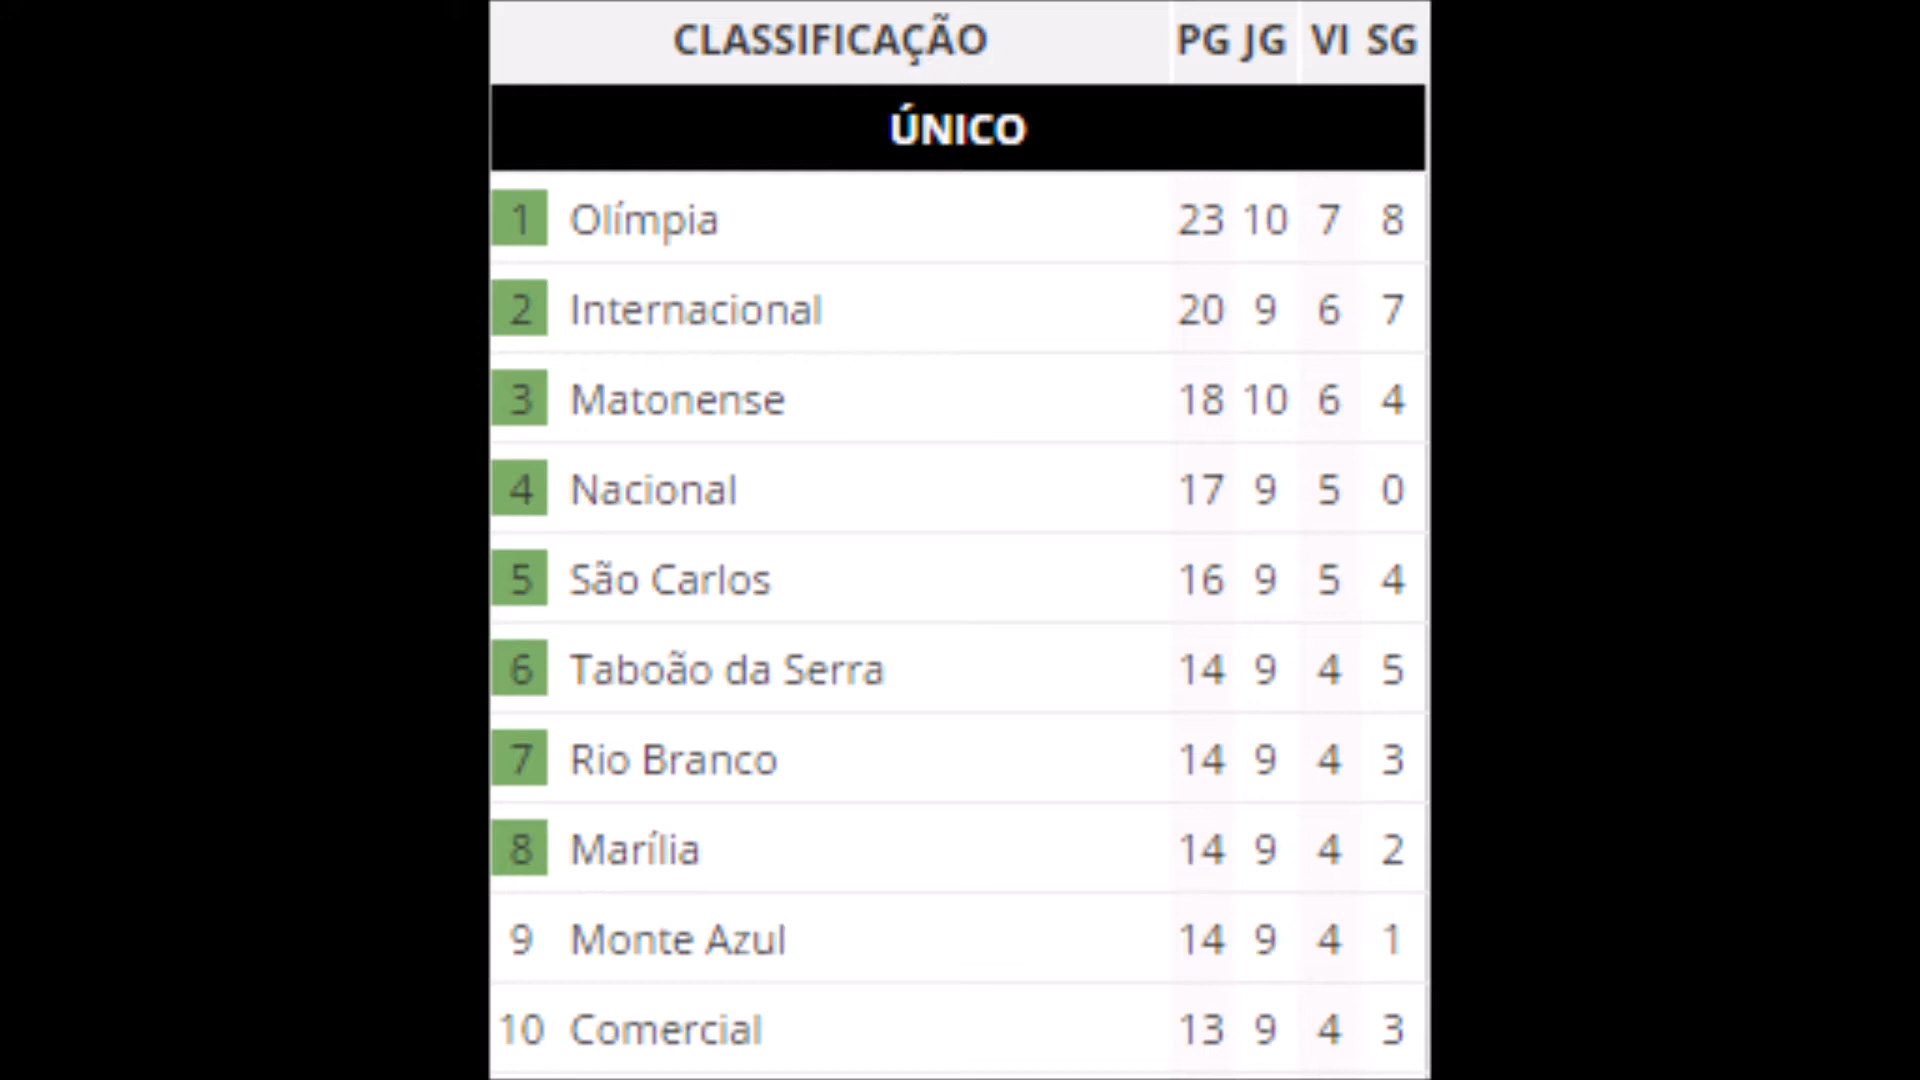 CLASSIFICAÇÃO PG JG VI SG
ÚNICO
1 Olímpia 23 10 7 8
2 Internacional 20 9 6 7
3 Matonense 18 10 6 4
4 Nacional 17 9 5 0
5 São Carlos 16 9 5 4
6 Taboão da Serra 14 9 4 5
7 Rio Branco 14 9 4 3
8 Marília 14 9 4 2
9 Monte Azul 14 9 4 1
10 Comercial 13 9 4 3